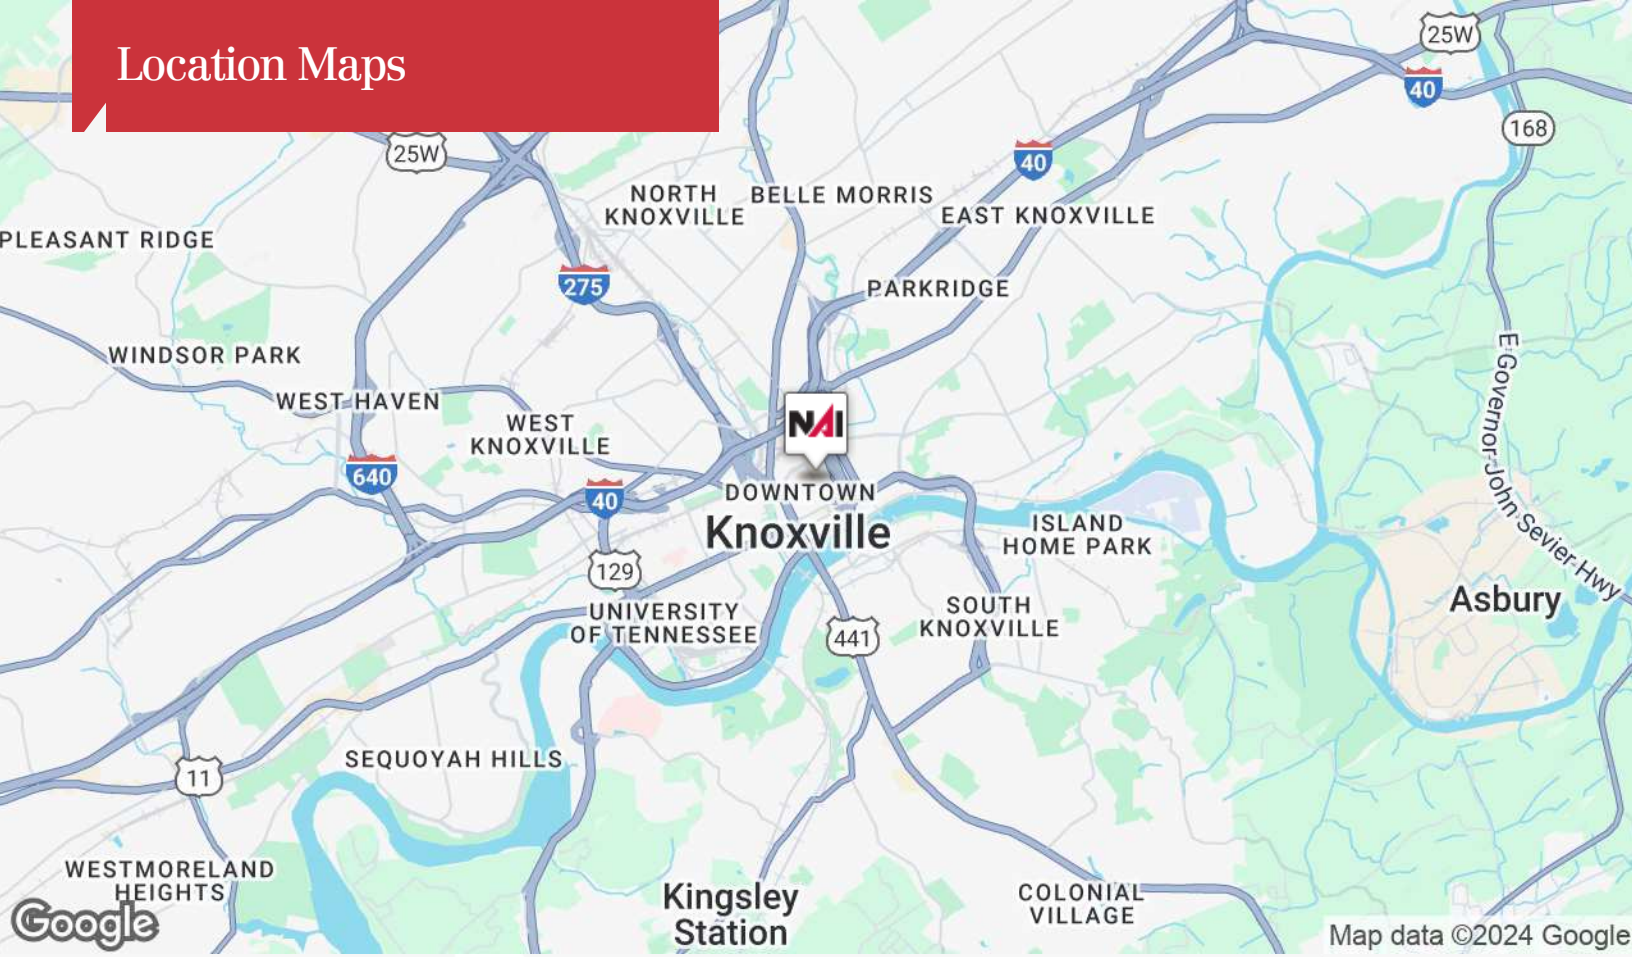 Location Maps
25W
40
168
25W
40
NORTH
KNOXVILLE
BELLE MORRIS
EAST KNOXVILLE
PLEASANT RIDGE
275
PARKRIDGE
WINDSOR PARK
WEST HAVEN
WEST
KNOXVILLE
NAI
E Governor John Sevier Hwy
640
40
DOWNTOWN
Knoxville
ISLAND
HOME PARK
129
Asbury
UNIVERSITY
OF TENNESSEE
441
SOUTH
KNOXVILLE
SEQUOYAH HILLS
11
WESTMORELAND
HEIGHTS
Kingsley
Station
COLONIAL
VILLAGE
Google
Map data ©2024 Google